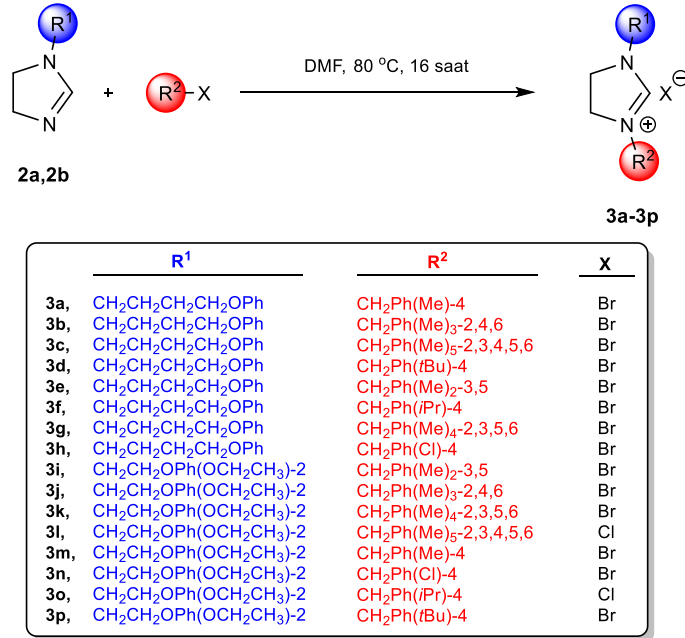 R¹
R¹
N
N
+
R²
X
DMF, 80 ºC, 16 saat
N
N
⊕
X
⊖
R²
2a,2b
3a-3p
R¹ R² X
3a, CH₂CH₂CH₂CH₂OPh CH₂Ph(Me)-4 Br
3b, CH₂CH₂CH₂CH₂OPh CH₂Ph(Me)₃-2,4,6 Br
3c, CH₂CH₂CH₂CH₂OPh CH₂Ph(Me)₅-2,3,4,5,6 Br
3d, CH₂CH₂CH₂CH₂OPh CH₂Ph(tBu)-4 Br
3e, CH₂CH₂CH₂CH₂OPh CH₂Ph(Me)₂-3,5 Br
3f, CH₂CH₂CH₂CH₂OPh CH₂Ph(iPr)-4 Br
3g, CH₂CH₂CH₂CH₂OPh CH₂Ph(Me)₄-2,3,5,6 Br
3h, CH₂CH₂CH₂CH₂OPh CH₂Ph(Cl)-4 Br
3i, CH₂CH₂OPh(OCH₂CH₃)-2 CH₂Ph(Me)₂-3,5 Br
3j, CH₂CH₂OPh(OCH₂CH₃)-2 CH₂Ph(Me)₃-2,4,6 Br
3k, CH₂CH₂OPh(OCH₂CH₃)-2 CH₂Ph(Me)₄-2,3,5,6 Br
3l, CH₂CH₂OPh(OCH₂CH₃)-2 CH₂Ph(Me)₅-2,3,4,5,6 Cl
3m, CH₂CH₂OPh(OCH₂CH₃)-2 CH₂Ph(Me)-4 Br
3n, CH₂CH₂OPh(OCH₂CH₃)-2 CH₂Ph(Cl)-4 Br
3o, CH₂CH₂OPh(OCH₂CH₃)-2 CH₂Ph(iPr)-4 Cl
3p, CH₂CH₂OPh(OCH₂CH₃)-2 CH₂Ph(tBu)-4 Br